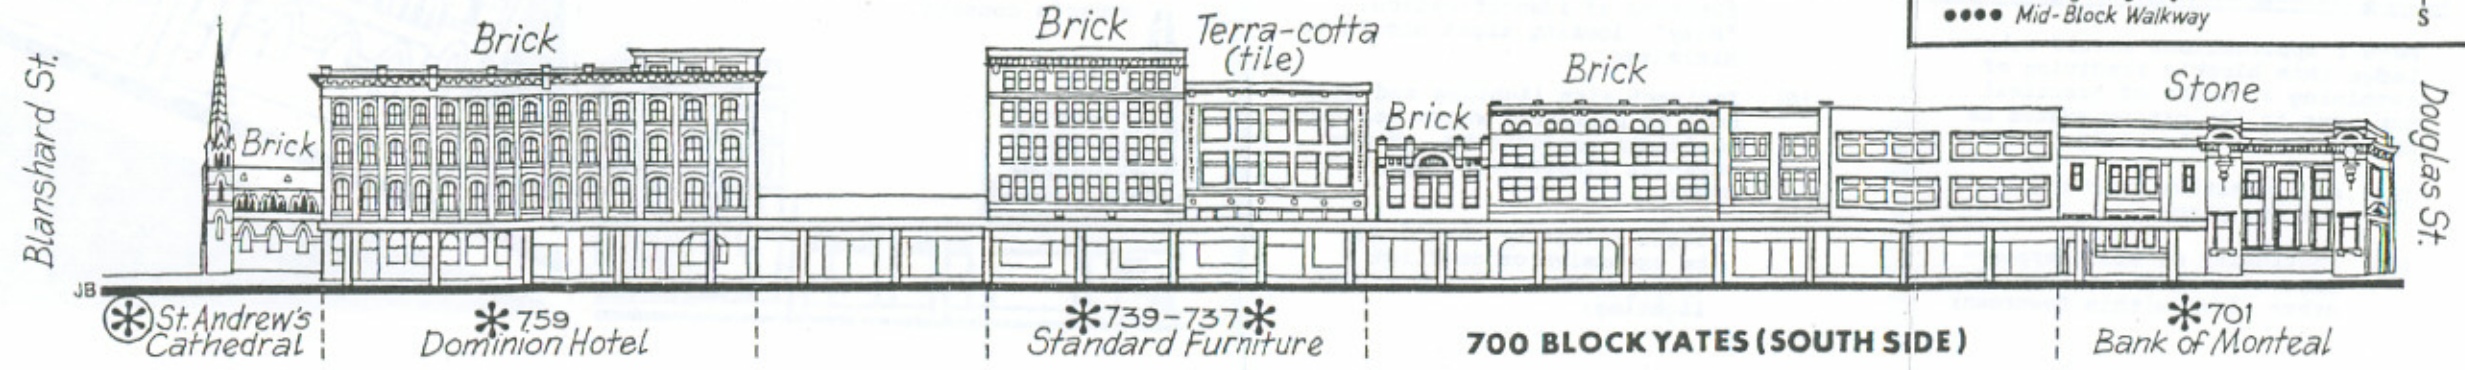 Brick
Brick
Terra-cotta
(tile)
Brick
Mid-Block Walkway
S
Stone
Brick
Brick
Blanshard St.
Douglas St.
JB
St. Andrew's
Cathedral
759
Dominion Hotel
739-737
Standard Furniture
700 BLOCK YATES (SOUTH SIDE)
701
Bank of Monteal